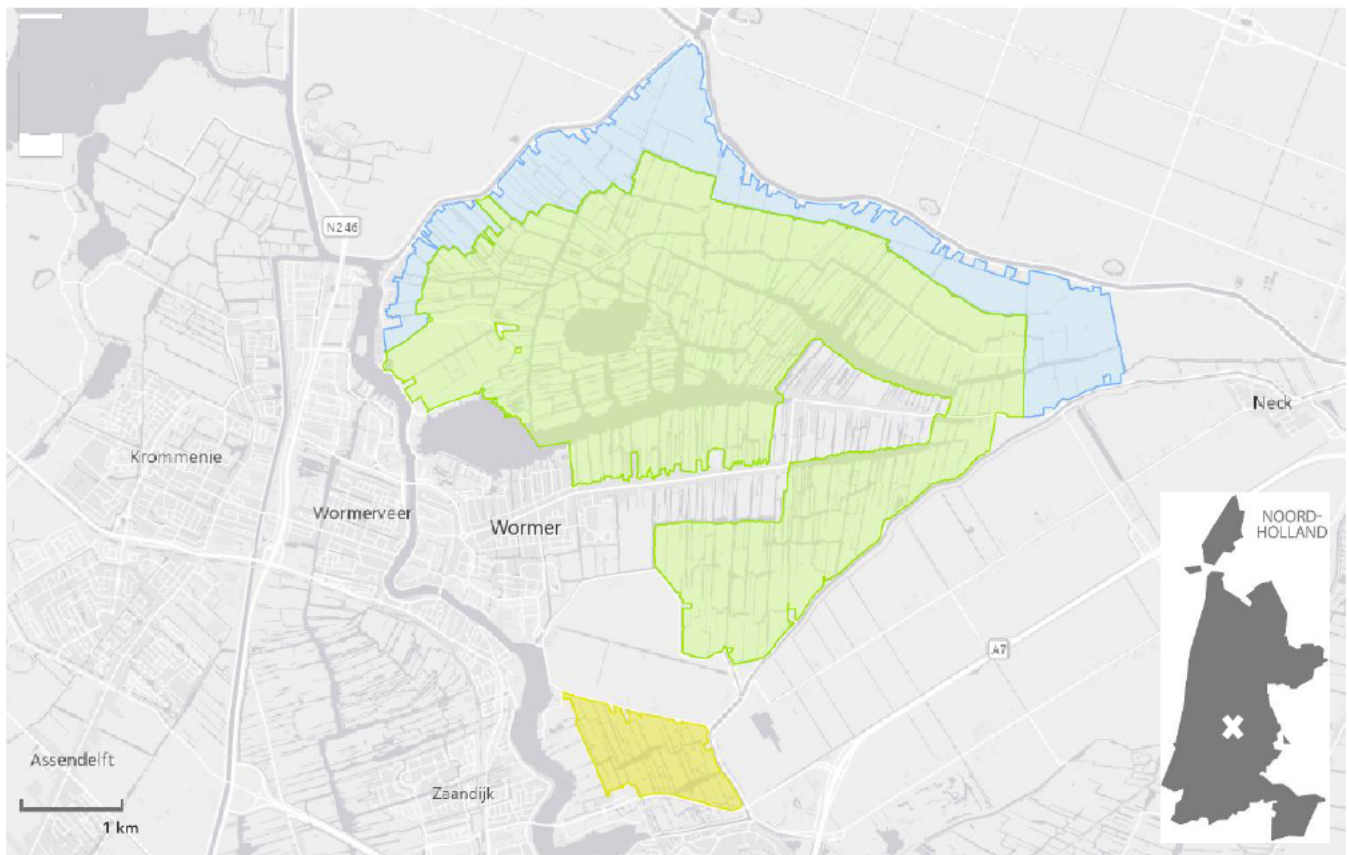 N246
Neck
Krommenie
Wormerveer
Wormer
NOORD-
HOLLAND
A7
Assendelft
Zaandijk
1 km